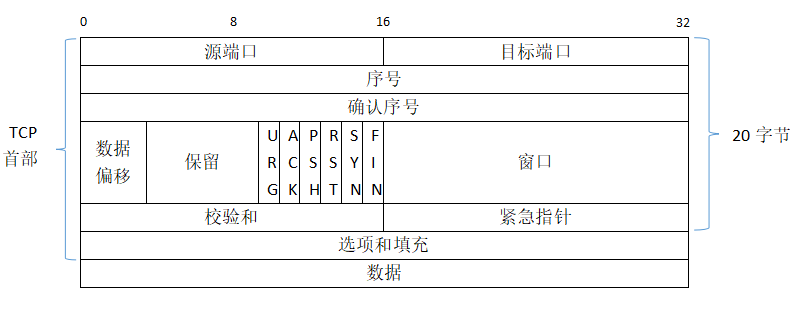 0 8 16 32
源端口 目标端口
序号
确认序号
TCP
首部
数据
偏移
保留
URG
ACK
PSH
RST
SYN
FIN
窗口
20字节
校验和 紧急指针
选项和填充
数据